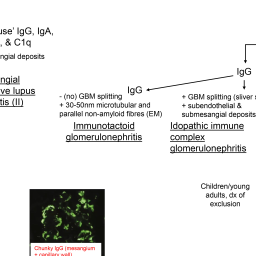 use' IgG, IgA,
, & C1q
ngial deposits
ngial
ve lupus
tis (II)
IgG
IgG
- (no) GBM splitting
+ 30-50nm microtubular and
parallel non-amyloid fibres (EM)
Immunotactoid
glomerulonephritis
+ GBM splitting (sliver s
+ subendothelial &
submesangial deposits
Idopathic immune
complex
glomerulonephritis
Children/young
adults, dx of
exclusion
Chunky IgG (mesangium
+ capillary wall)